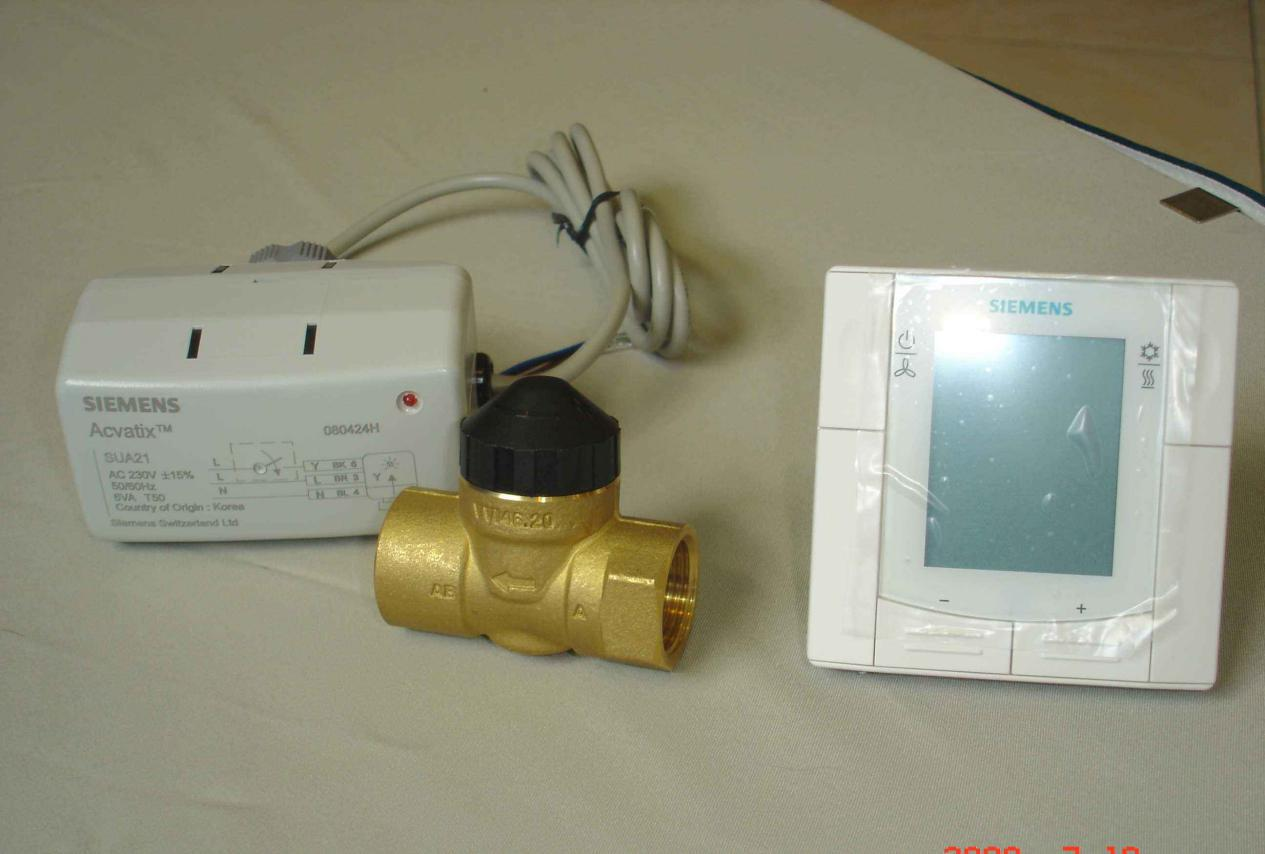 SIEMENS
Acvatix™
080424H
SUA21
AC 230V ±15%
50/60Hz
6VA T50
Country of Origin : Korea
Siemens Switzerland Ltd
L
L
N
Y BK 6
L BR 3
N BL 4
Y
46.20
AB
A
SIEMENS
−
+